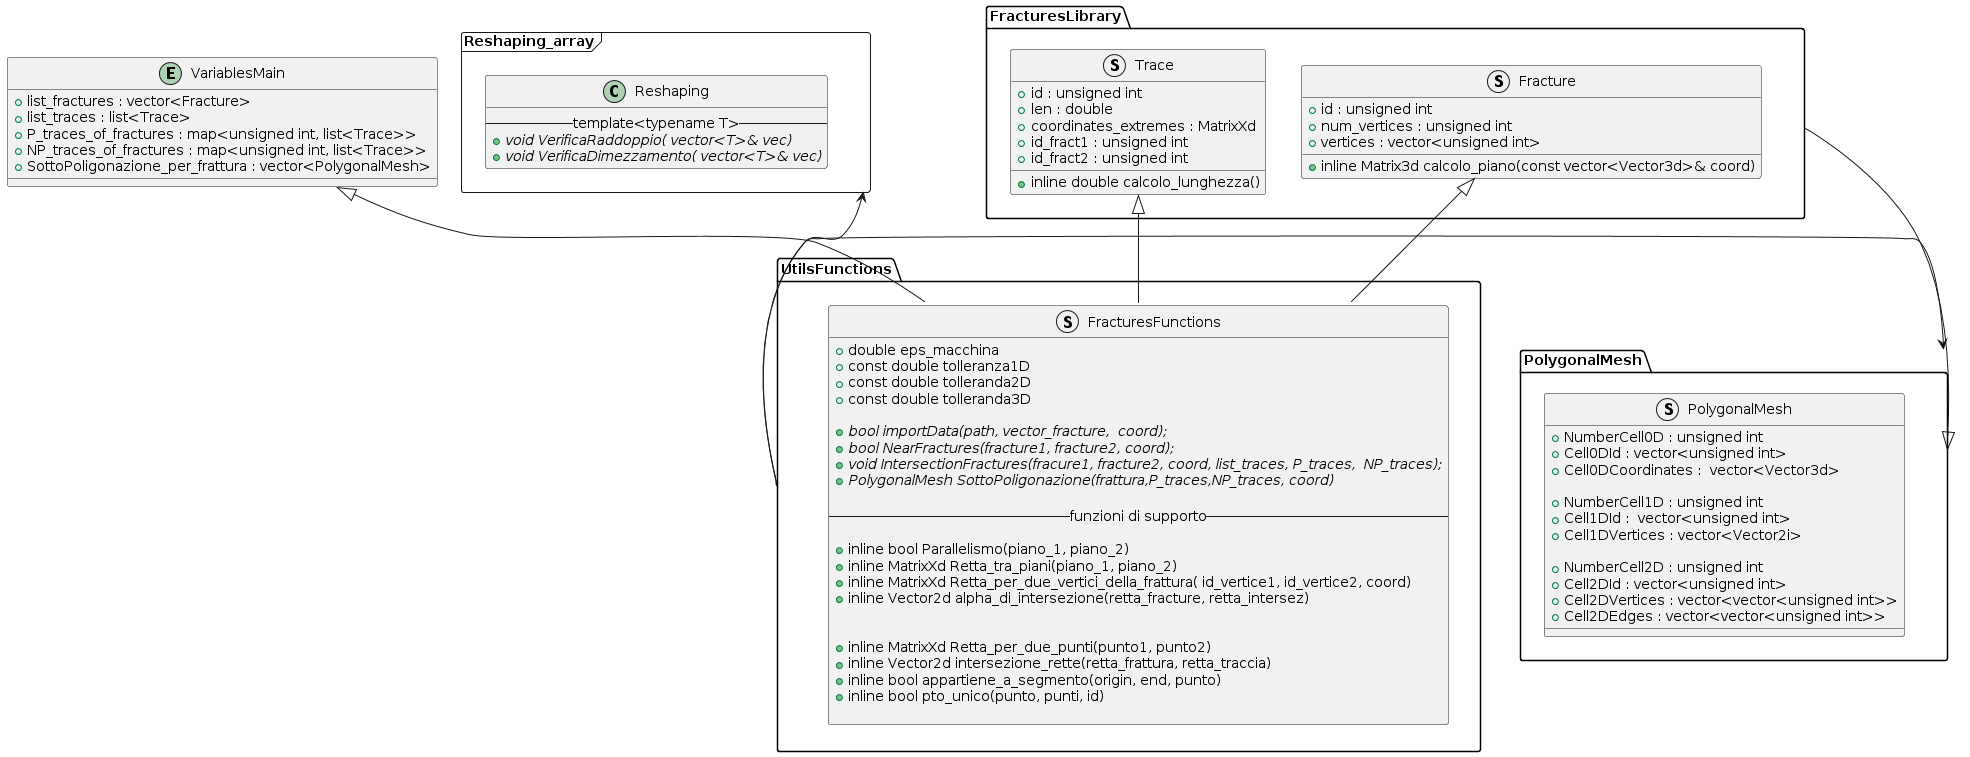 E VariablesMain
list_fractures : vector<Fracture>
list_traces : list<Trace>
P_traces_of_fractures : map<unsigned int, list<Trace>>
NP_traces_of_fractures : map<unsigned int, list<Trace>>
SottoPoligonazione_per_frattura : vector<PolygonalMesh>
Reshaping_array
C Reshaping
template<typename T>
void VerificaRaddoppio( vector<T>& vec)
void VerificaDimezzamento( vector<T>& vec)
FracturesLibrary
S Trace
id : unsigned int
len : double
coordinates_extremes : MatrixXd
id_fract1 : unsigned int
id_fract2 : unsigned int
inline double calcolo_lunghezza()
S Fracture
id : unsigned int
num_vertices : unsigned int
vertices : vector<unsigned int>
inline Matrix3d calcolo_piano(const vector<Vector3d>& coord)
UtilsFunctions
S FracturesFunctions
double eps_macchina
const double tolleranza1D
const double tolleranda2D
const double tolleranda3D
bool importData(path, vector_fracture,  coord);
bool NearFractures(fracture1, fracture2, coord);
void IntersectionFractures(fracure1, fracture2, coord, list_traces, P_traces,  NP_traces);
PolygonalMesh SottoPoligonazione(frattura,P_traces,NP_traces, coord)
funzioni di supporto
inline bool Parallelismo(piano_1, piano_2)
inline MatrixXd Retta_tra_piani(piano_1, piano_2)
inline MatrixXd Retta_per_due_vertici_della_frattura( id_vertice1, id_vertice2, coord)
inline Vector2d alpha_di_intersezione(retta_fracture, retta_intersez)
inline MatrixXd Retta_per_due_punti(punto1, punto2)
inline Vector2d intersezione_rette(retta_frattura, retta_traccia)
inline bool appartiene_a_segmento(origin, end, punto)
inline bool pto_unico(punto, punti, id)
PolygonalMesh
S PolygonalMesh
NumberCell0D : unsigned int
Cell0DId : vector<unsigned int>
Cell0DCoordinates :  vector<Vector3d>
NumberCell1D : unsigned int
Cell1DId :  vector<unsigned int>
Cell1DVertices : vector<Vector2i>
NumberCell2D : unsigned int
Cell2DId : vector<unsigned int>
Cell2DVertices : vector<vector<unsigned int>>
Cell2DEdges : vector<vector<unsigned int>>